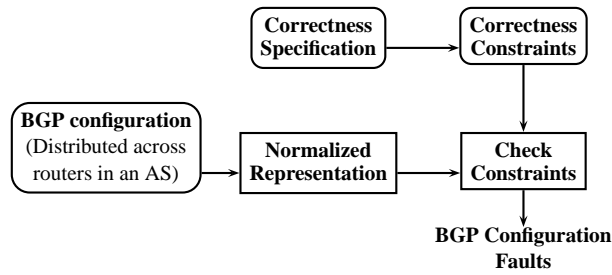 Correctness
Specification
Correctness
Constraints
BGP configuration
(Distributed across
routers in an AS)
Normalized
Representation
Check
Constraints
BGP Configuration
Faults